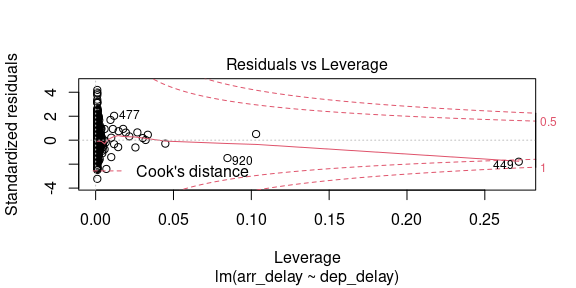 Residuals vs Leverage
Standardized residuals
4
2
0
-4
477
920
449
0.5
1
Cook's distance
0.00 0.05 0.10 0.15 0.20 0.25
Leverage
lm(arr_delay ~ dep_delay)